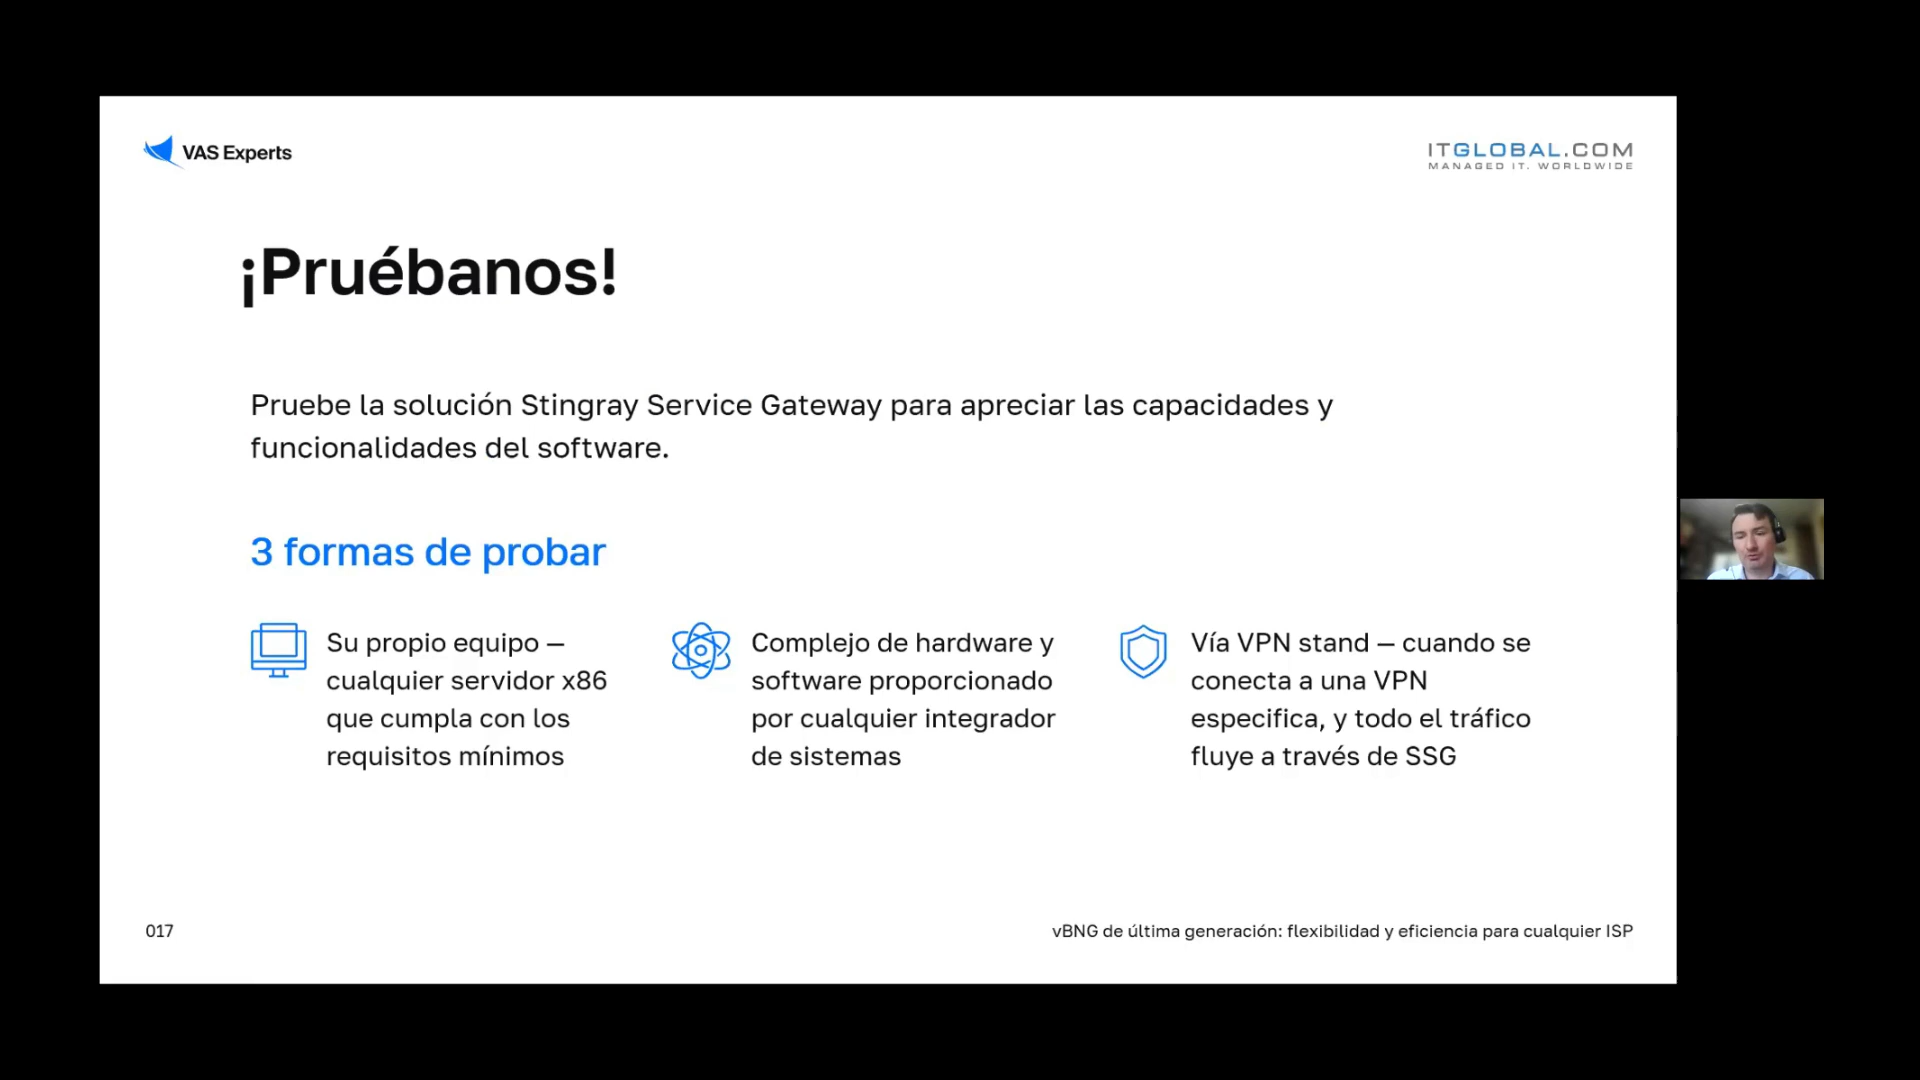 VAS Experts
ITGLOBAL.COM
MANAGED IT. WORLDWIDE
¡Pruébanos!
Pruebe la solución Stingray Service Gateway para apreciar las capacidades y
funcionalidades del software.
3 formas de probar
Su propio equipo —
cualquier servidor x86
que cumpla con los
requisitos mínimos
Complejo de hardware y
software proporcionado
por cualquier integrador
de sistemas
Vía VPN stand — cuando se
conecta a una VPN
especifica, y todo el tráfico
fluye a través de SSG
017
vBNG de última generación: flexibilidad y eficiencia para cualquier ISP